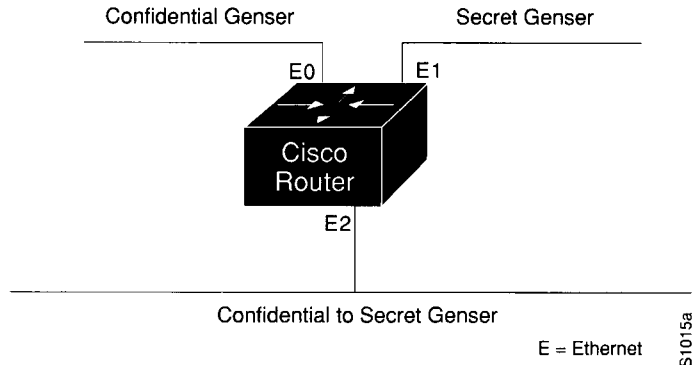 Confidential Genser
Secret Genser
E0
E1
Cisco
Router
E2
Confidential to Secret Genser
E = Ethernet
S1015a